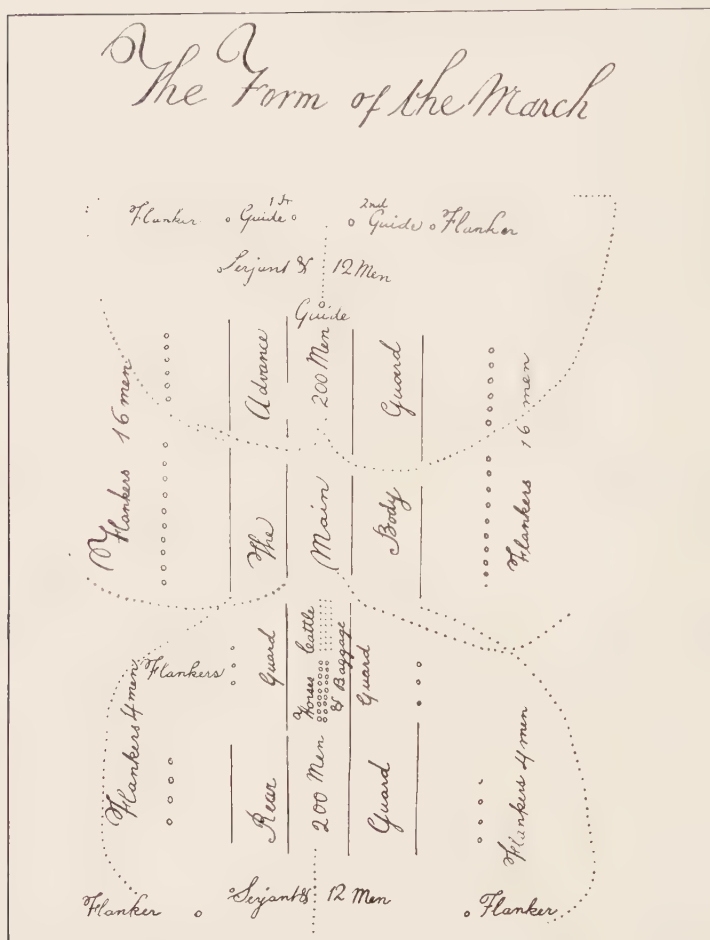 The Form of the March
Flanker 1st Guide 2nd Guide Flanker
Serjant & 12 Men
Guide
Flankers 16 men
Advance
200 Men
Guard
Flankers 16 men
The
Main
Body
Flankers
Guard
Horses Cattle
& Baggage
Guard
Flankers 4 men
Rear
200 Men
Guard
Flankers 4 men
Flanker
Serjant & 12 Men
Flanker